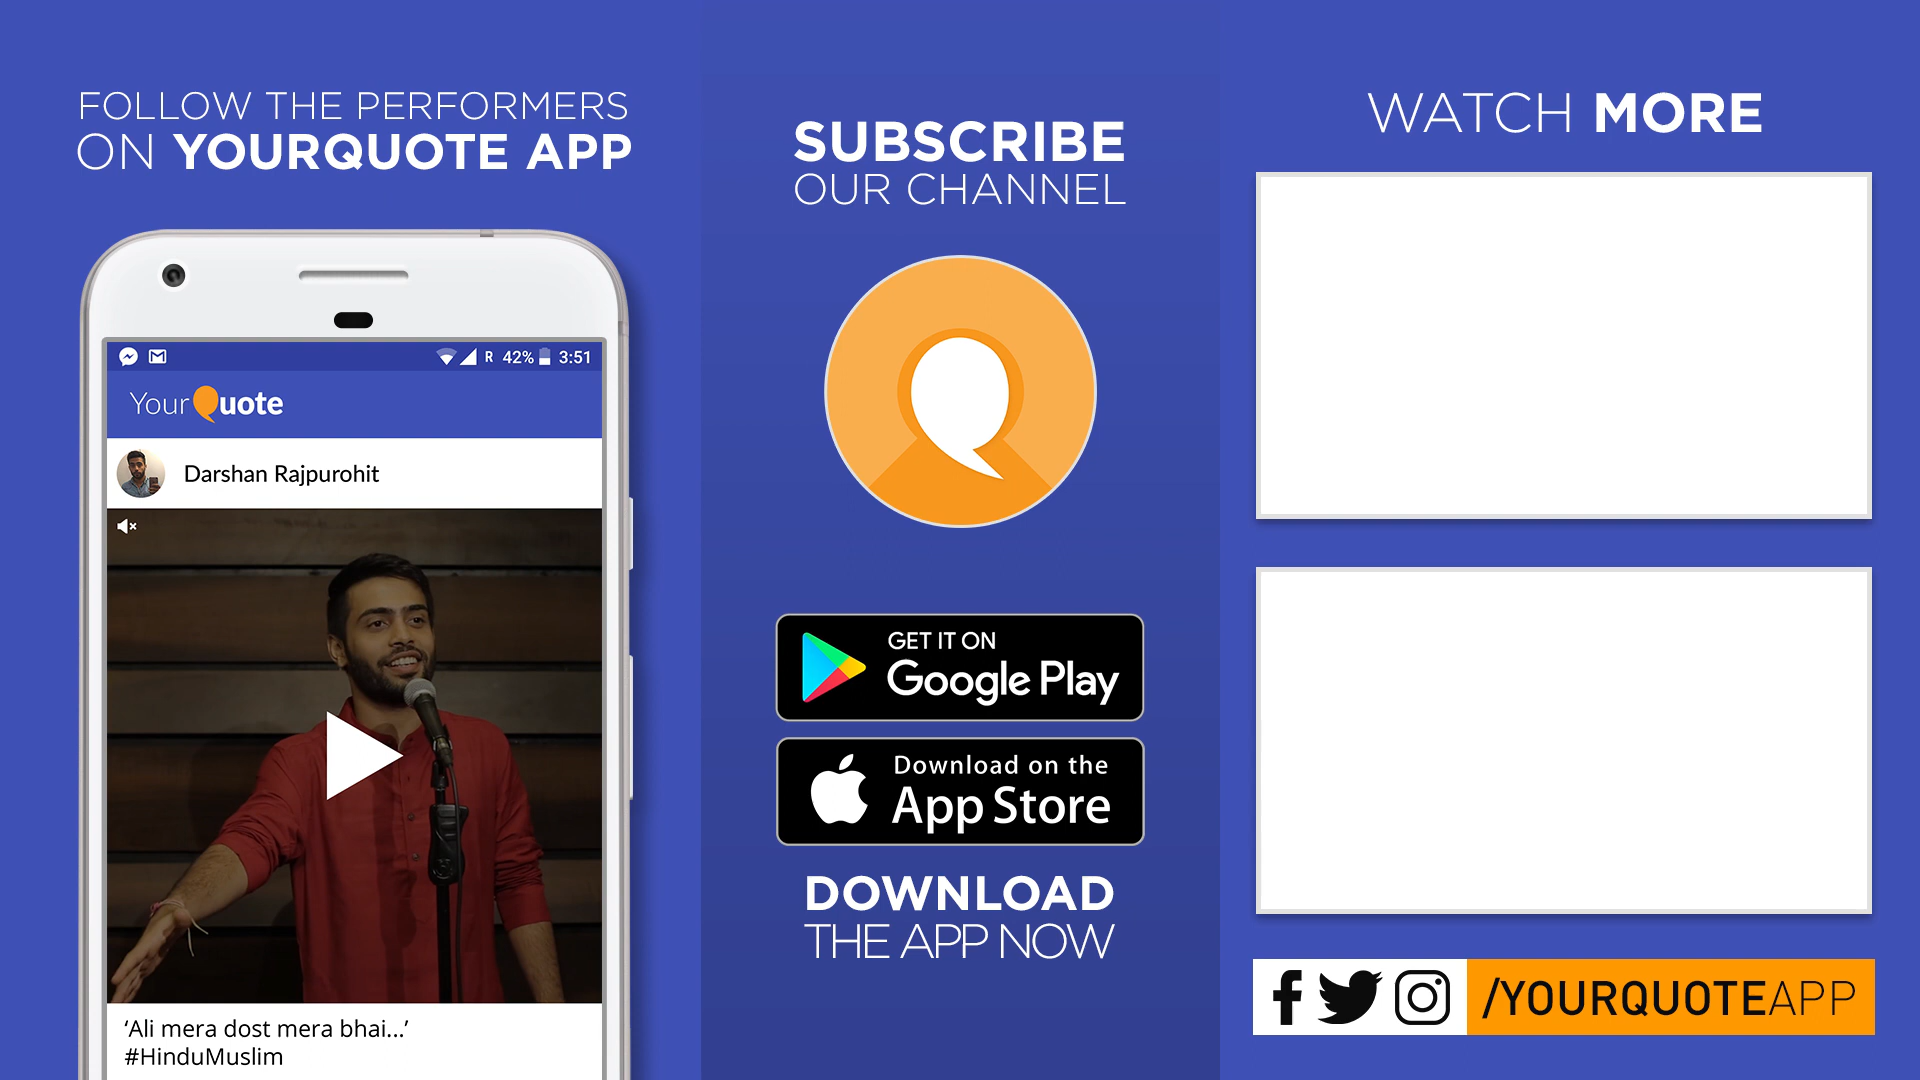 FOLLOW THE PERFORMERS
ON YOURQUOTE APP
R 42% 3:51
YourQuote
Darshan Rajpurohit
‘Ali mera dost mera bhai...’
#HinduMuslim
SUBSCRIBE
OUR CHANNEL
GET IT ON
Google Play
Download on the
App Store
DOWNLOAD
THE APP NOW
WATCH MORE
/YOURQUOTEAPP